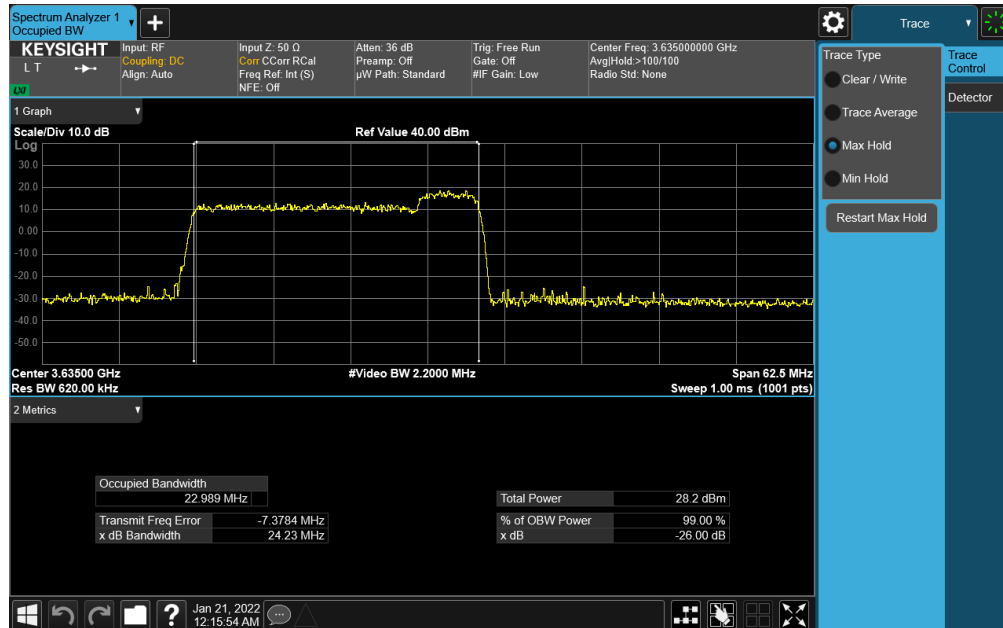 Spectrum Analyzer 1
Occupied BW
+
Trace
KEYSIGHT
L T
LXI
Input: RF
Coupling: DC
Align: Auto
Input Z: 50 Ω
Corr CCorr RCal
Freq Ref: Int (S)
NFE: Off
Atten: 36 dB
Preamp: Off
µW Path: Standard
Trig: Free Run
Gate: Off
#IF Gain: Low
Center Freq: 3.635000000 GHz
Avg|Hold:>100/100
Radio Std: None
Trace Type
Clear / Write
Trace Average
Max Hold
Min Hold
Restart Max Hold
Trace
Control
Detector
1 Graph
Scale/Div 10.0 dB
Ref Value 40.00 dBm
Log
30.0
20.0
10.0
0.00
-10.0
-20.0
-30.0
-40.0
-50.0
Center 3.63500 GHz
#Video BW 2.2000 MHz
Span 62.5 MHz
Res BW 620.00 kHz
Sweep 1.00 ms (1001 pts)
2 Metrics
Occupied Bandwidth
22.989 MHz
Total Power 28.2 dBm
Transmit Freq Error -7.3784 MHz
% of OBW Power 99.00 %
x dB Bandwidth 24.23 MHz
x dB -26.00 dB
?
Jan 21, 2022
12:15:54 AM